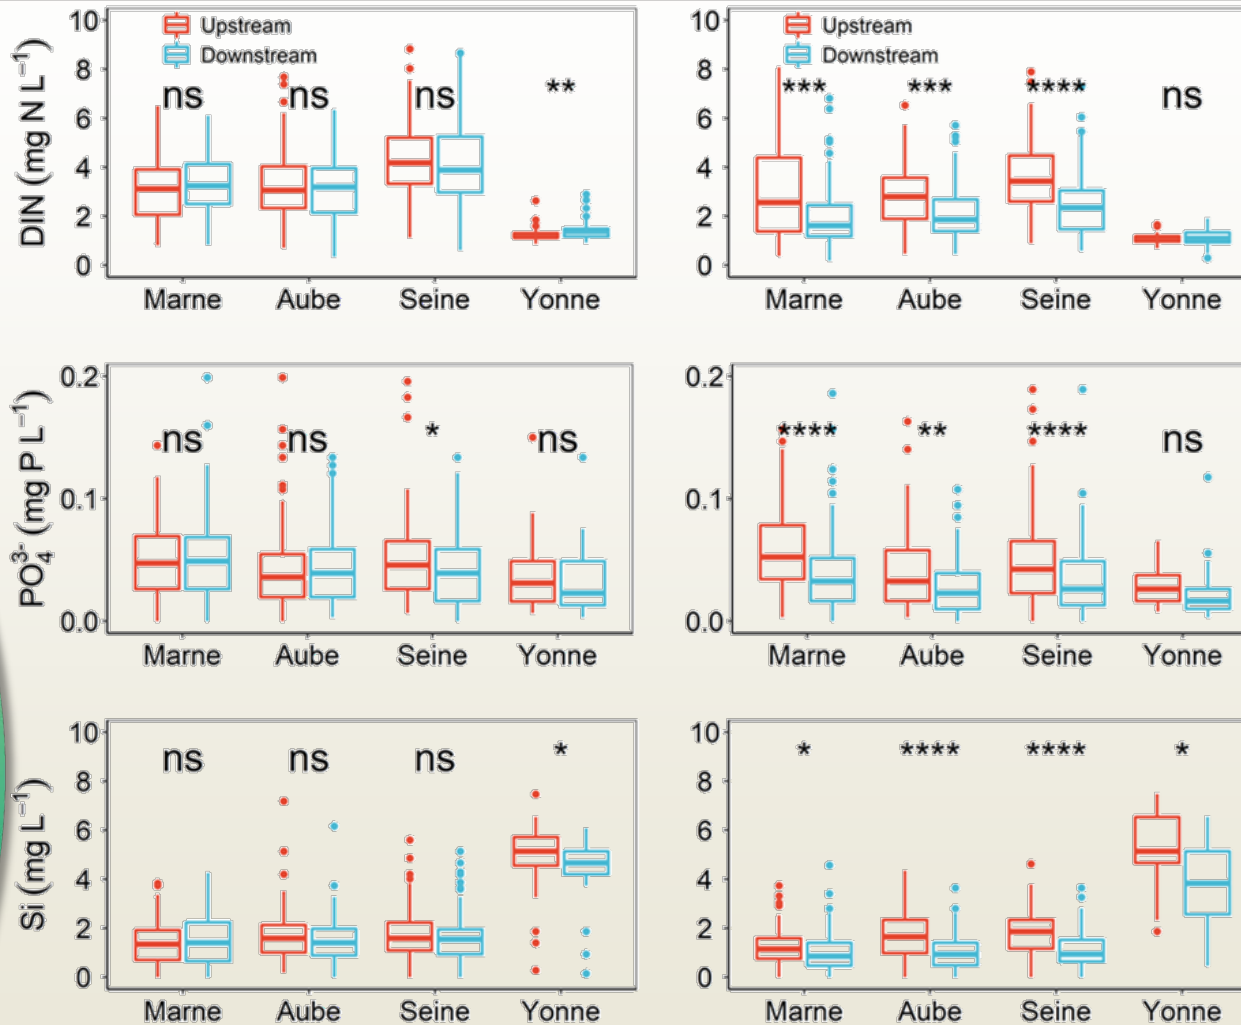 DIN (mg N L⁻¹)
10
8
6
4
2
0
Upstream
Downstream
ns ns ns **
Marne Aube Seine Yonne
10
8
6
4
2
0
Upstream
Downstream
*** *** **** ns
Marne Aube Seine Yonne
PO₄³⁻ (mg P L⁻¹)
0.2
0.1
0.0
ns ns * ns
Marne Aube Seine Yonne
0.2
0.1
0.0
**** ** **** ns
Marne Aube Seine Yonne
Si (mg L⁻¹)
10
8
6
4
2
0
ns ns ns *
Marne Aube Seine Yonne
10
8
6
4
2
0
* **** **** *
Marne Aube Seine Yonne